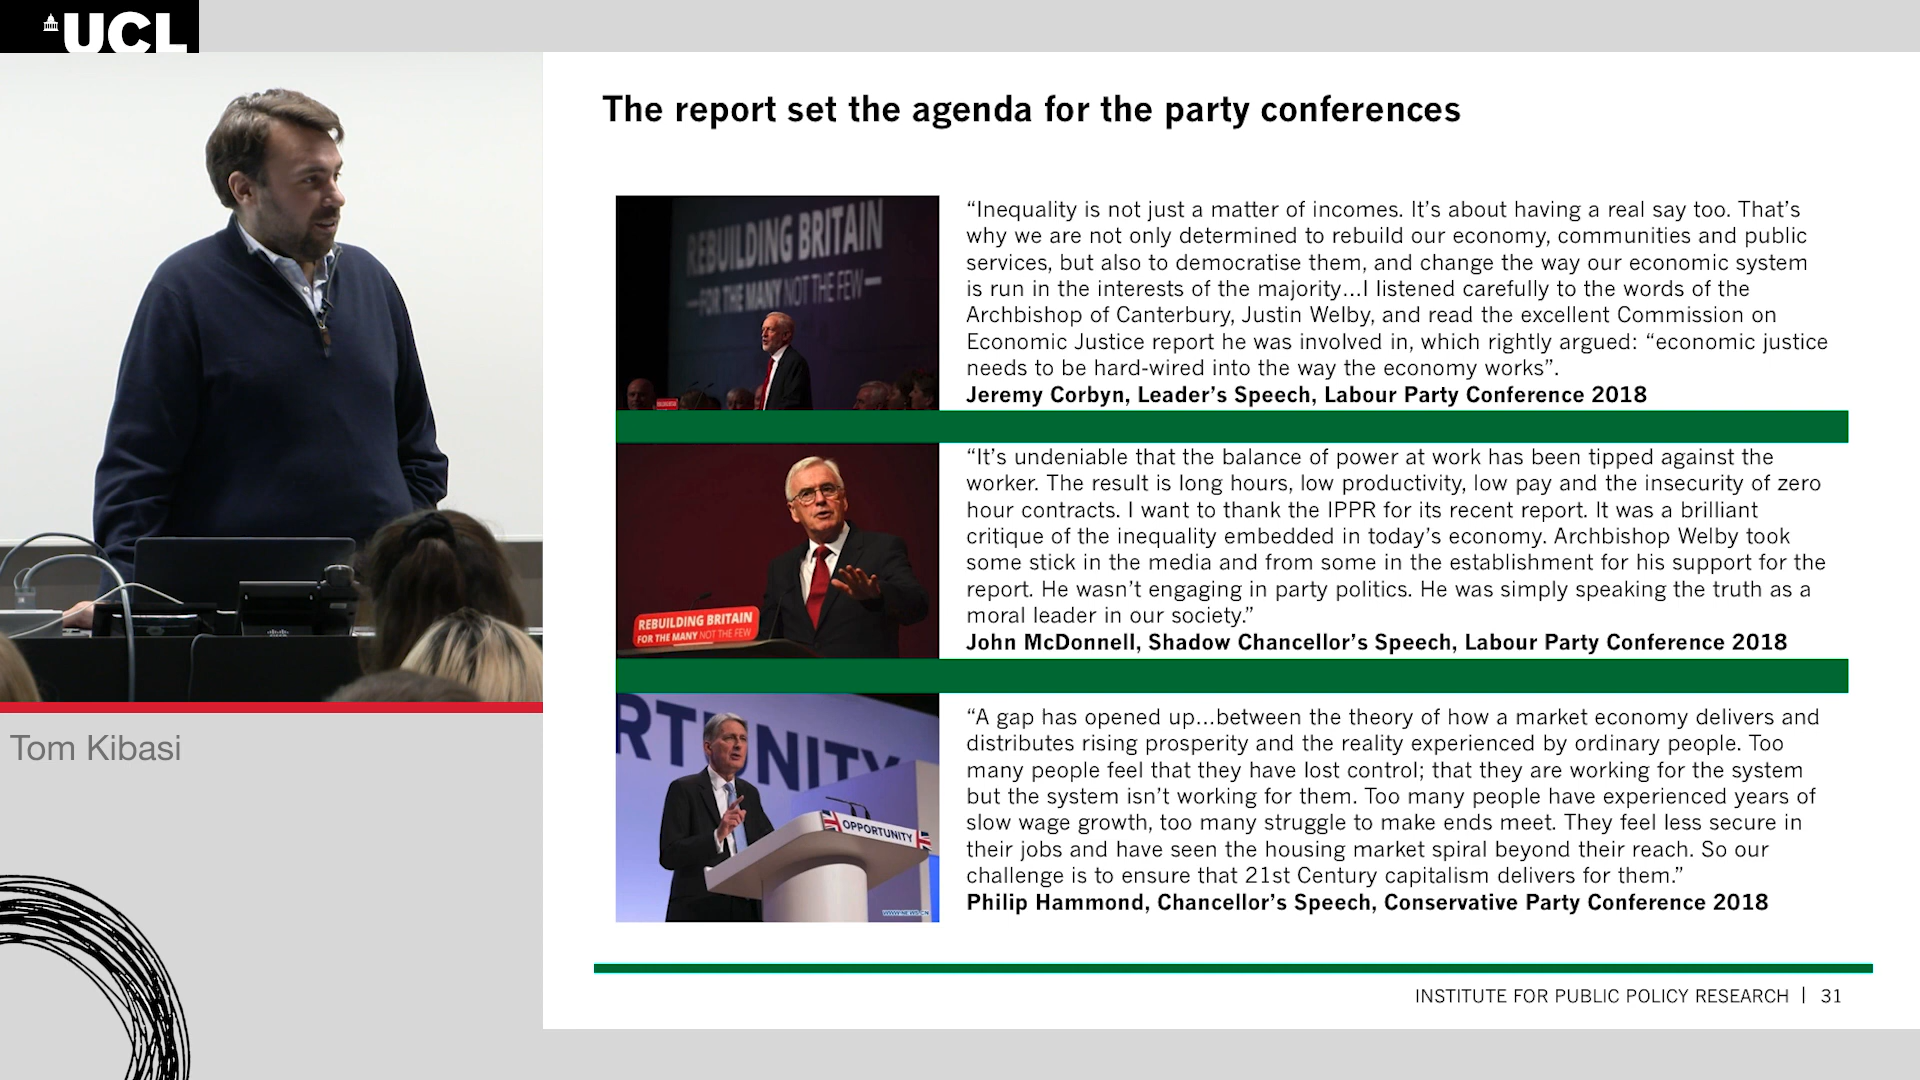 UCL
The report set the agenda for the party conferences
REBUILDING BRITAIN
FOR THE MANY NOT THE FEW
“Inequality is not just a matter of incomes. It’s about having a real say too. That’s
why we are not only determined to rebuild our economy, communities and public
services, but also to democratise them, and change the way our economic system
is run in the interests of the majority…I listened carefully to the words of the
Archbishop of Canterbury, Justin Welby, and read the excellent Commission on
Economic Justice report he was involved in, which rightly argued: “economic justice
needs to be hard-wired into the way the economy works”.
Jeremy Corbyn, Leader’s Speech, Labour Party Conference 2018
REBUILDING BRITAIN
FOR THE MANY NOT THE FEW
“It’s undeniable that the balance of power at work has been tipped against the
worker. The result is long hours, low productivity, low pay and the insecurity of zero
hour contracts. I want to thank the IPPR for its recent report. It was a brilliant
critique of the inequality embedded in today’s economy. Archbishop Welby took
some stick in the media and from some in the establishment for his support for the
report. He wasn’t engaging in party politics. He was simply speaking the truth as a
moral leader in our society.”
John McDonnell, Shadow Chancellor’s Speech, Labour Party Conference 2018
RTUNITY
OPPORTUNITY
WWW.NEWS.CN
“A gap has opened up…between the theory of how a market economy delivers and
distributes rising prosperity and the reality experienced by ordinary people. Too
many people feel that they have lost control; that they are working for the system
but the system isn’t working for them. Too many people have experienced years of
slow wage growth, too many struggle to make ends meet. They feel less secure in
their jobs and have seen the housing market spiral beyond their reach. So our
challenge is to ensure that 21st Century capitalism delivers for them.”
Philip Hammond, Chancellor’s Speech, Conservative Party Conference 2018
INSTITUTE FOR PUBLIC POLICY RESEARCH | 31
Tom Kibasi